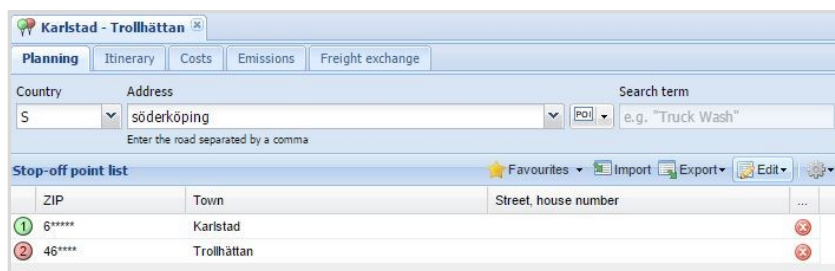 Karlstad - Trollhättan
Planning Itinerary Costs Emissions Freight exchange
Country Address Search term
S söderköping POI e.g. "Truck Wash"
Enter the road separated by a comma
Stop-off point list Favourites Import Export Edit
ZIP Town Street, house number ...
1 6***** Karlstad
2 46**** Trollhättan